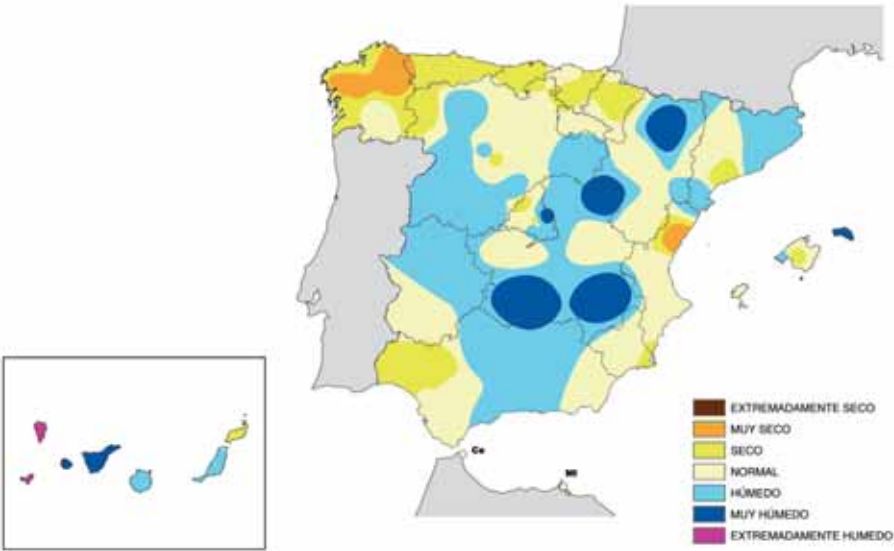 Ce
Ml
EXTREMADAMENTE SECO
MUY SECO
SECO
NORMAL
HÚMEDO
MUY HÚMEDO
EXTREMADAMENTE HUMEDO